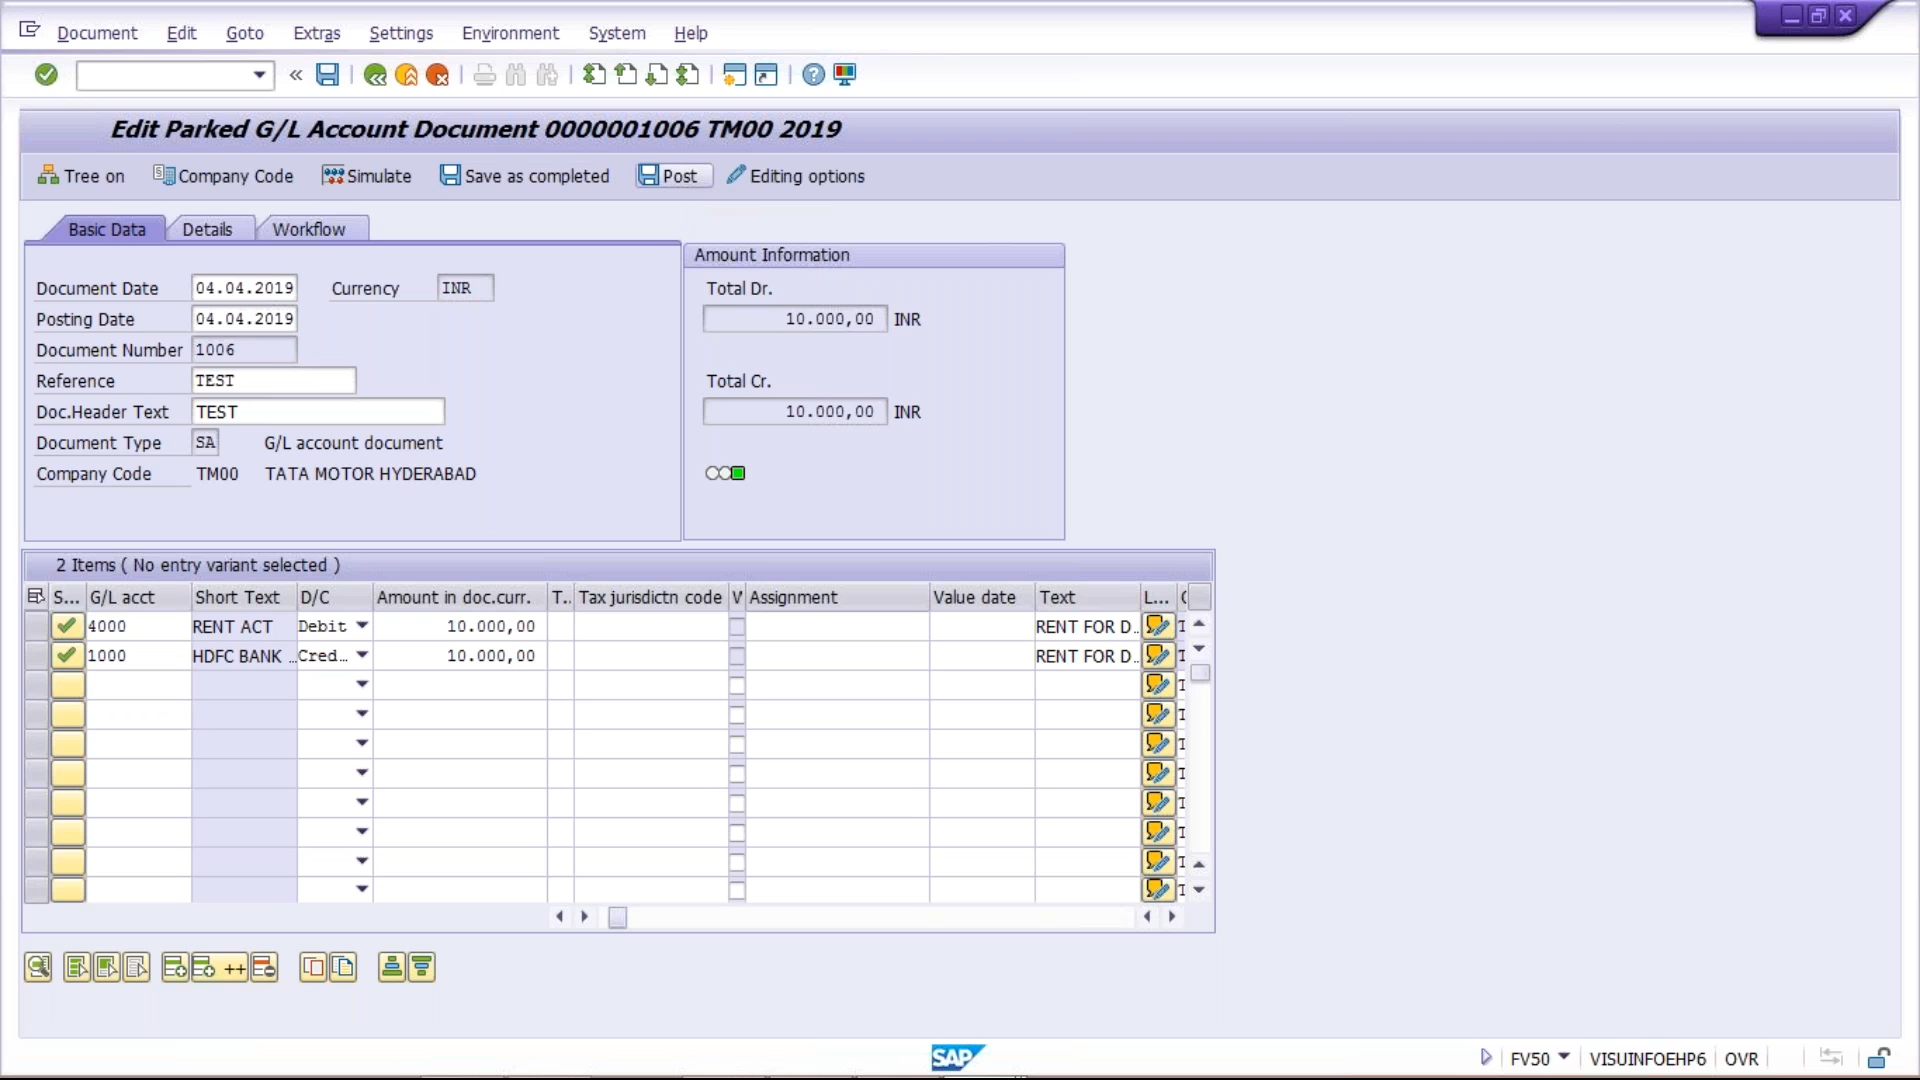 Document Edit Goto Extras Settings Environment System Help
Edit Parked G/L Account Document 0000001006 TM00 2019
Tree on Company Code Simulate Save as completed Post Editing options
Basic Data Details Workflow
Amount Information
Document Date 04.04.2019 Currency INR
Total Dr.
Posting Date 04.04.2019
10.000,00 INR
Document Number 1006
Reference TEST
Total Cr.
Doc.Header Text TEST
10.000,00 INR
Document Type SA G/L account document
Company Code TM00 TATA MOTOR HYDERABAD
2 Items ( No entry variant selected )
S... G/L acct Short Text D/C Amount in doc.curr. T.. Tax jurisdictn code V Assignment Value date Text L...
4000 RENT ACT Debit 10.000,00 RENT FOR D..
1000 HDFC BANK ... Cred... 10.000,00 RENT FOR D..
SAP FV50 VISUINFOEHP6 OVR